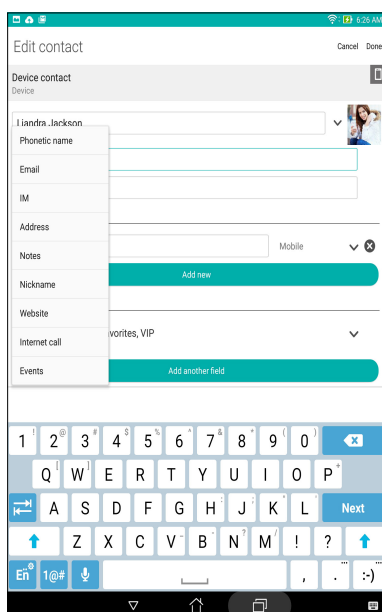 6:26 AM
Edit contact
Cancel Done
Device contact
Device
Liandra Jackson
Phonetic name
Email
IM
Address
Notes
Nickname
Website
Internet call
Events
Mobile
Add new
vorites, VIP
Add another field
1 ! 2 @ 3 # 4 $ 5 % 6 ^ 7 & 8 * 9 ( 0 )
Q [ W ] E R T Y U I O P +
A S D F G H : J ; K ' L ' Next
Z X C V - B - N ? M / ! ?
En 1@# , . ... :-) ...